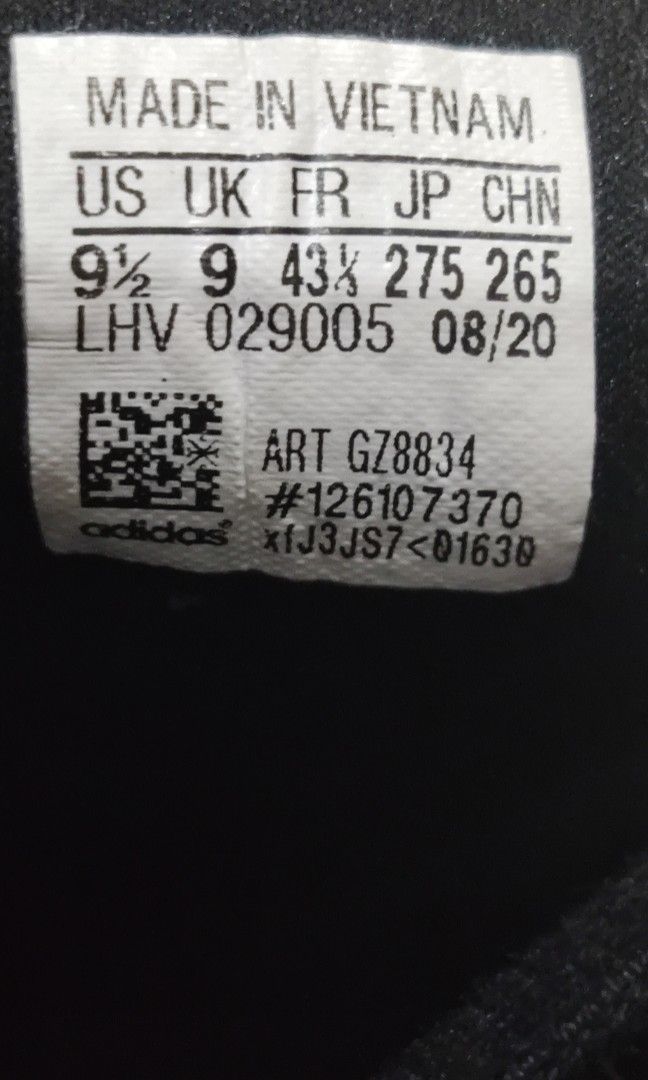 MADE IN VIETNAM
US UK FR JP CHN
9½ 9 43⅓ 275 265
LHV 029005 08/20
ART GZ8834
#126107370
adidas
xfJ3JS7<01630